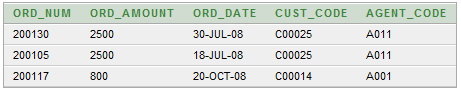 ORD_NUM ORD_AMOUNT ORD_DATE CUST_CODE AGENT_CODE
200130 2500 30-JUL-08 C00025 A011
200105 2500 18-JUL-08 C00025 A011
200117 800 20-OCT-08 C00014 A001